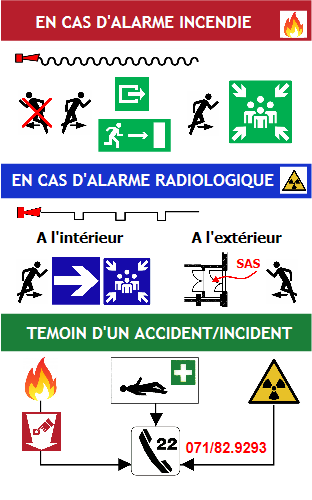 EN CAS D'ALARME INCENDIE
EN CAS D'ALARME RADIOLOGIQUE
A l'intérieur
A l'extérieur
SAS
TEMOIN D'UN ACCIDENT/INCIDENT
22
071/82.9293